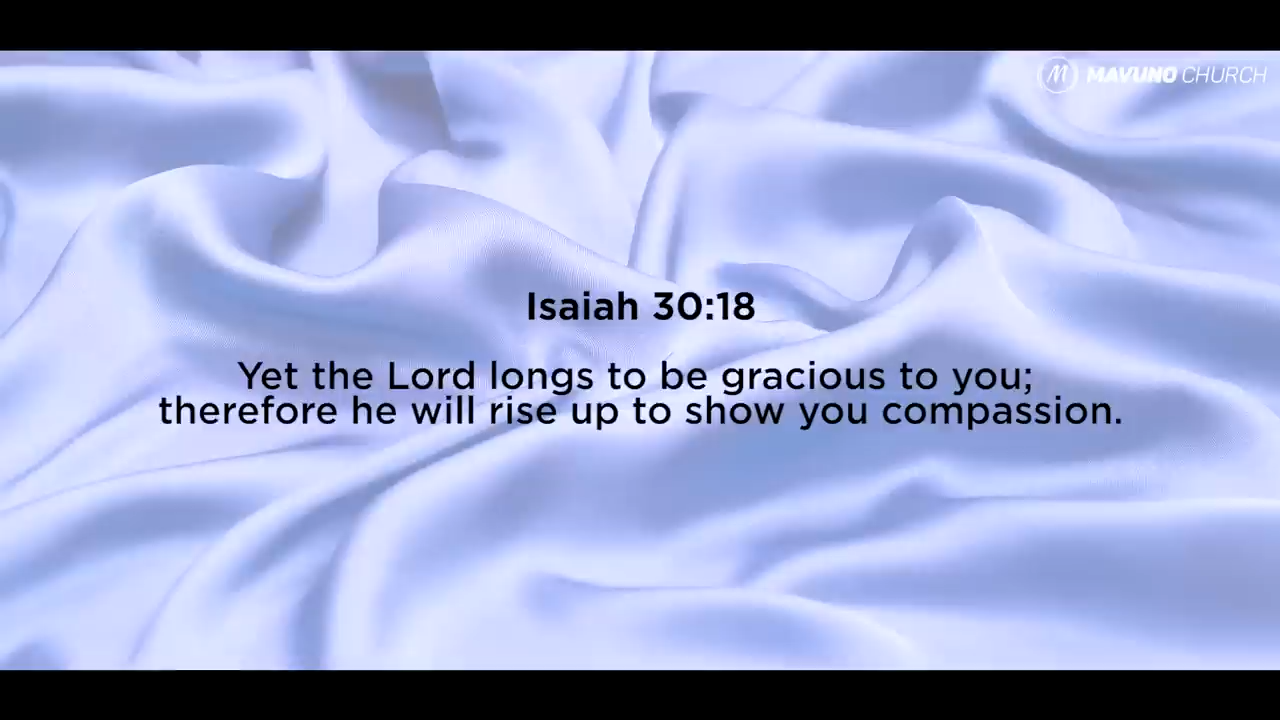 M MAVUNO CHURCH
Isaiah 30:18
Yet the Lord longs to be gracious to you;
therefore he will rise up to show you compassion.